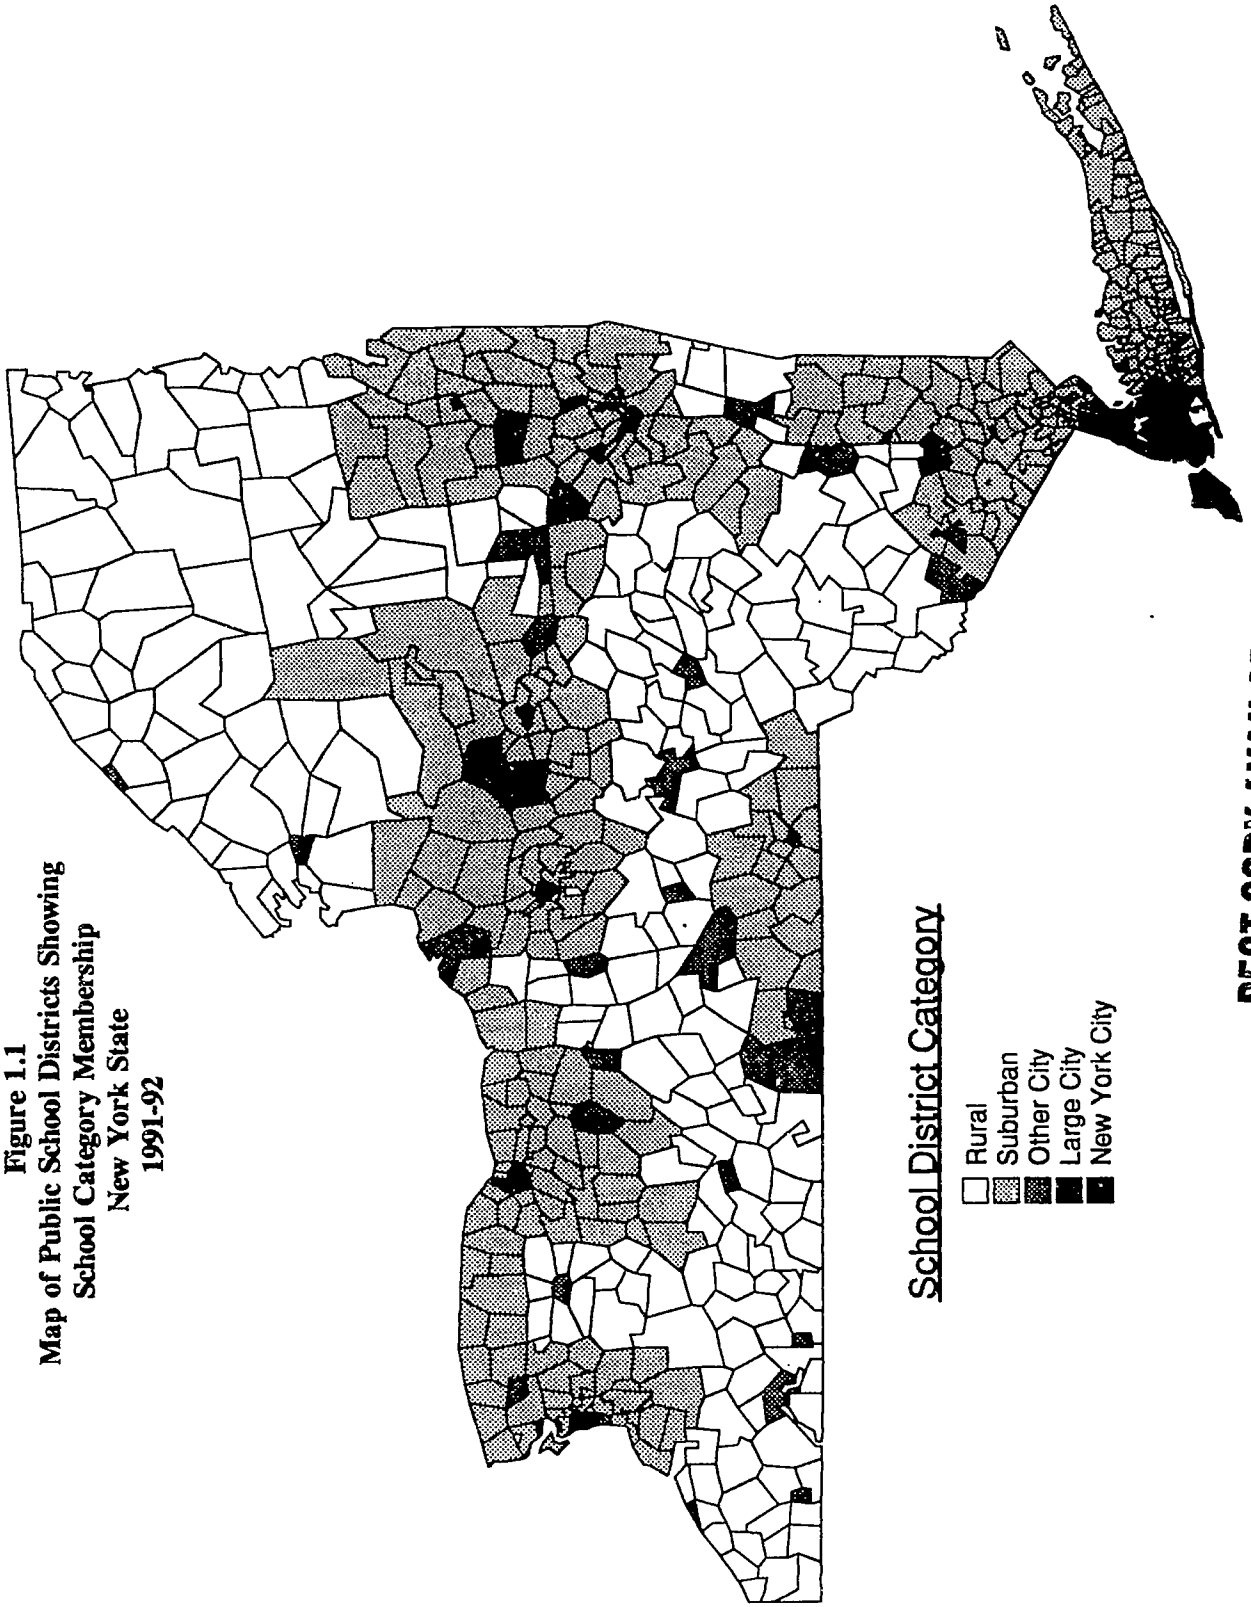 Figure 1.1
Map of Public School Districts Showing
School Category Membership
New York State
1991-92
School District Category
Rural
Suburban
Other City
Large City
New York City